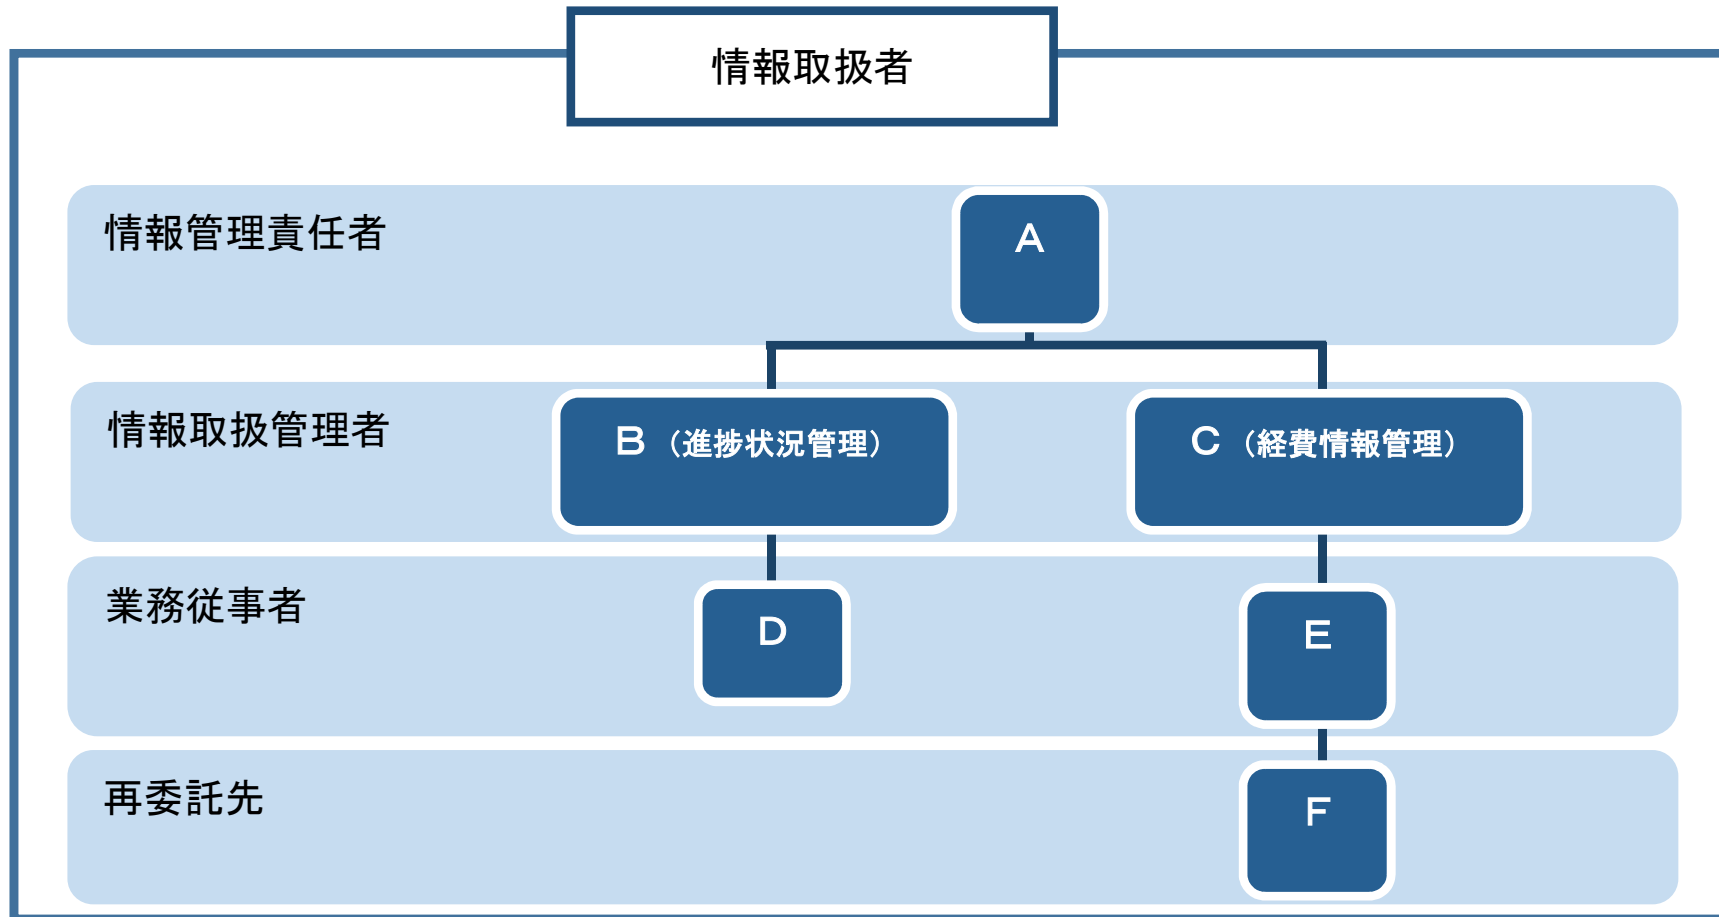 情報取扱者
情報管理責任者
A
情報取扱管理者
B（進捗状況管理）
C（経費情報管理）
業務従事者
D
E
再委託先
F